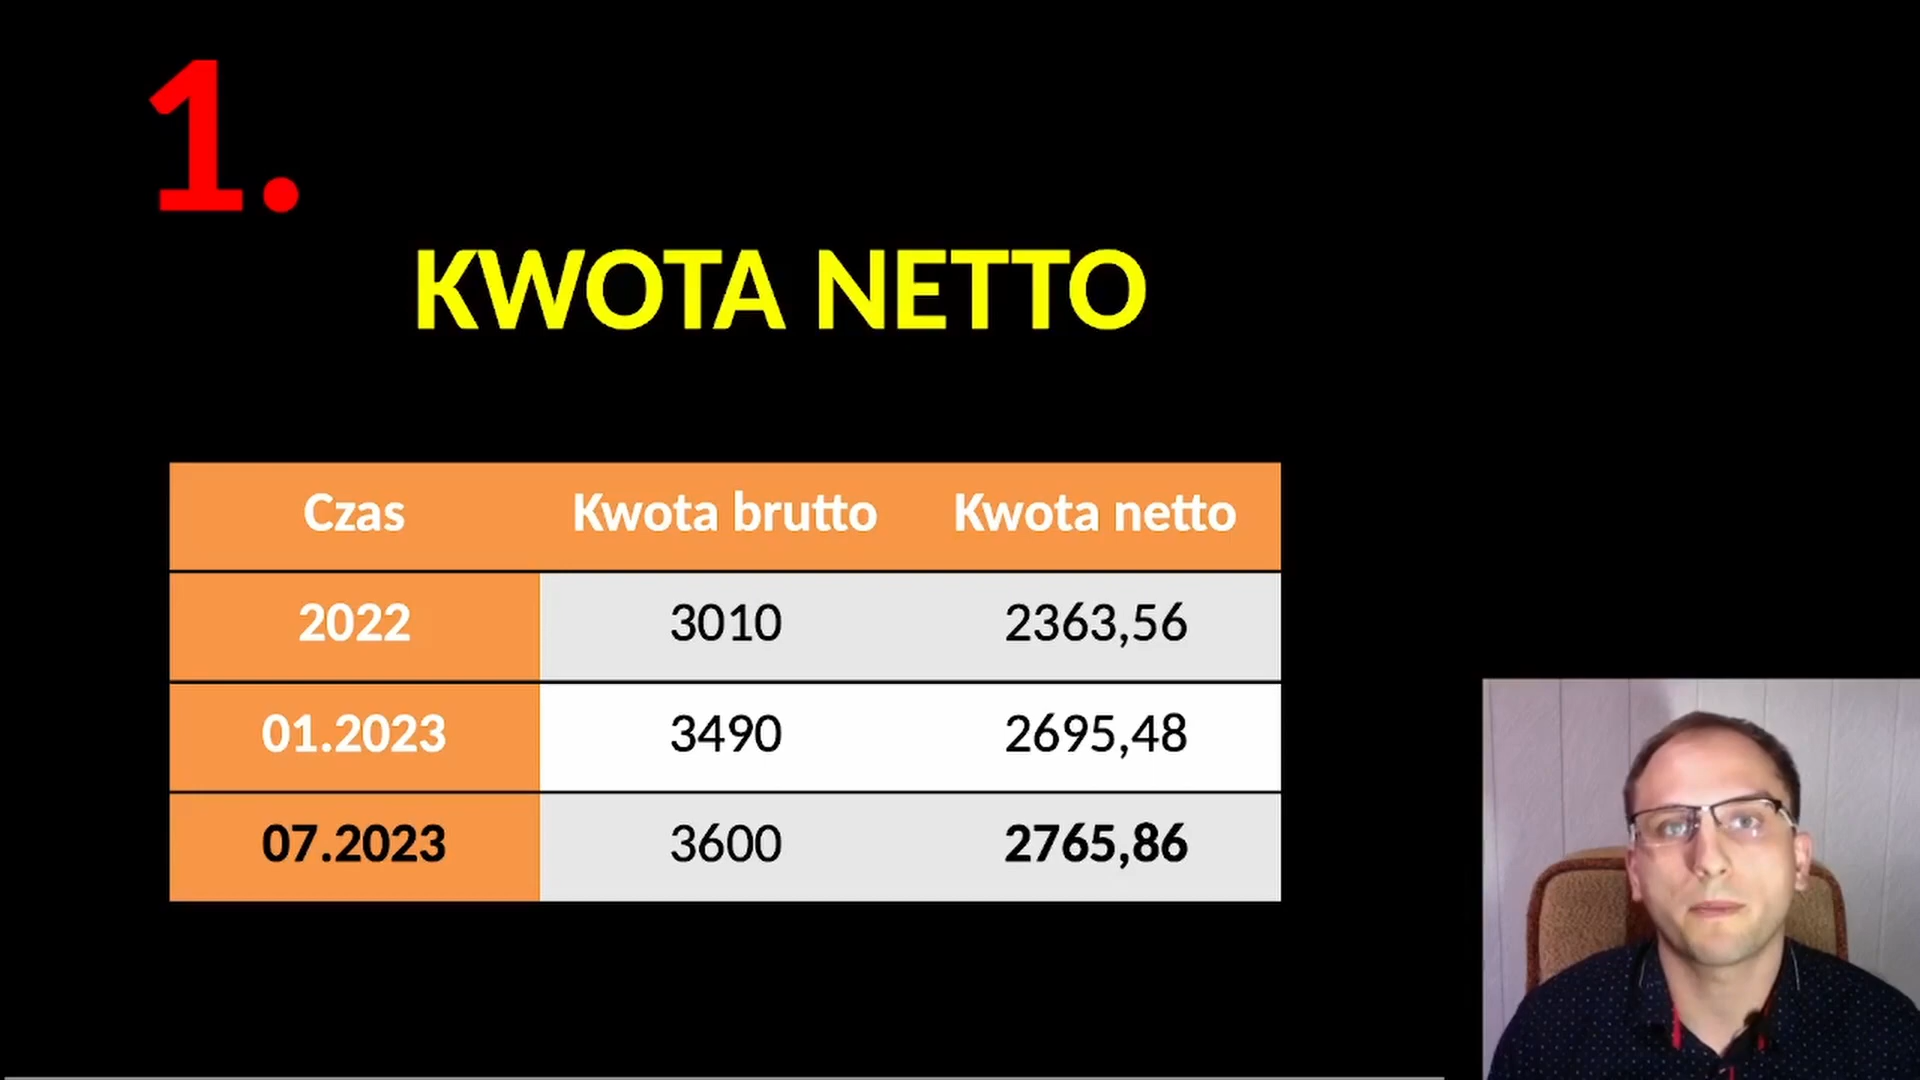 1.
KWOTA NETTO
Czas Kwota brutto Kwota netto
2022 3010 2363,56
01.2023 3490 2695,48
07.2023 3600 2765,86